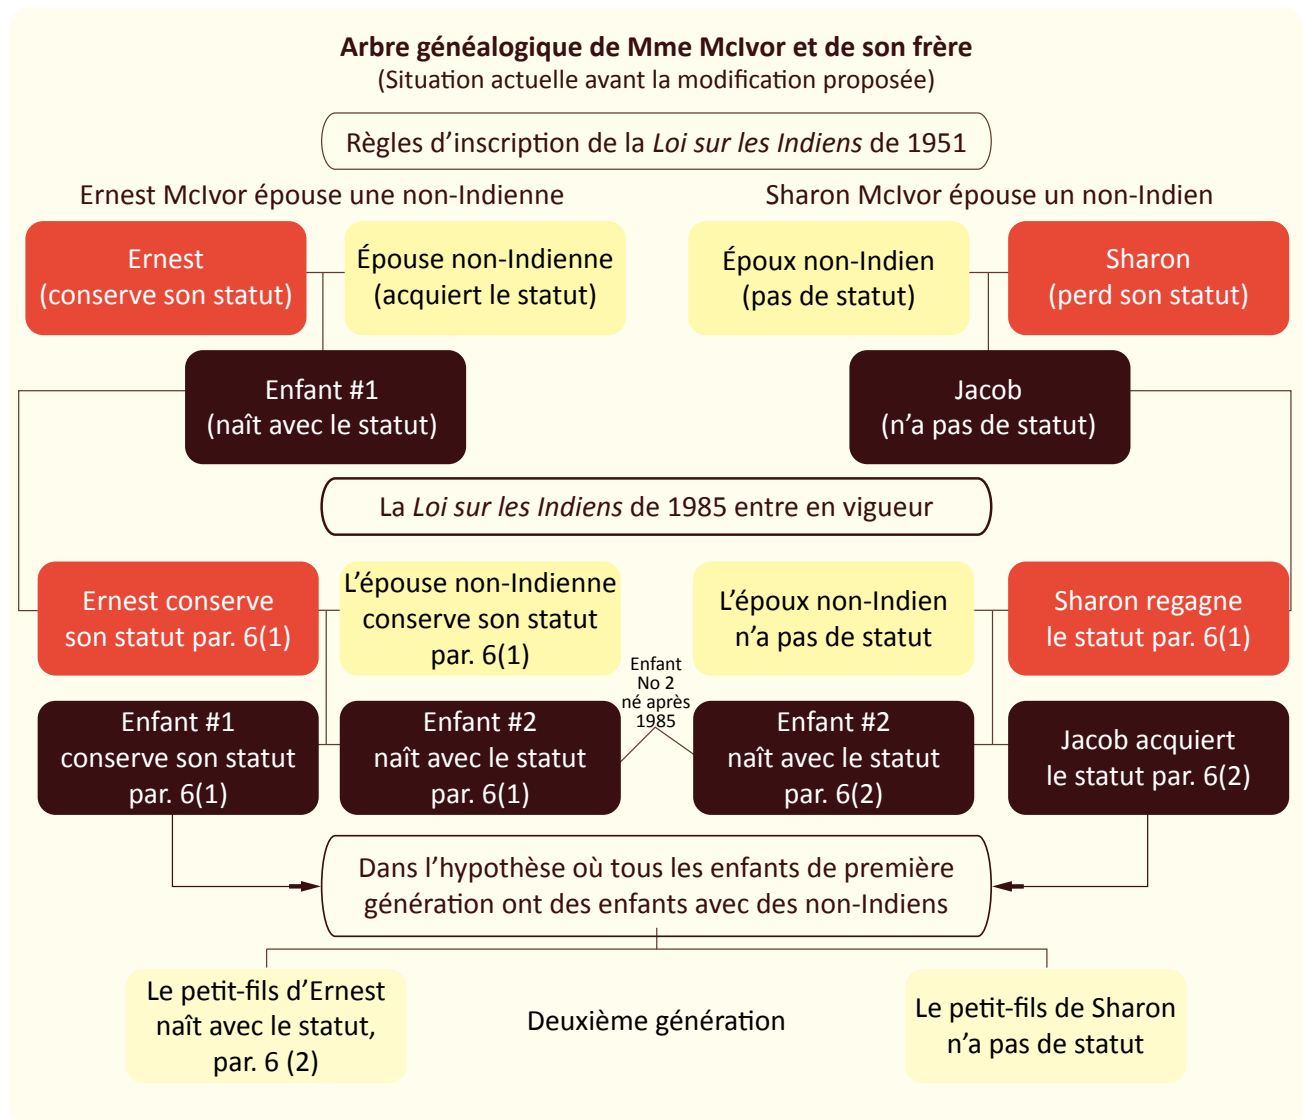 Arbre généalogique de Mme McIvor et de son frère
(Situation actuelle avant la modification proposée)
Règles d'inscription de la Loi sur les Indiens de 1951
Ernest McIvor épouse une non-Indienne
Sharon McIvor épouse un non-Indien
Ernest
(conserve son statut)
Épouse non-Indienne
(acquiert le statut)
Époux non-Indien
(pas de statut)
Sharon
(perd son statut)
Enfant #1
(naît avec le statut)
Jacob
(n'a pas de statut)
La Loi sur les Indiens de 1985 entre en vigueur
Ernest conserve
son statut par. 6(1)
L'épouse non-Indienne
conserve son statut
par. 6(1)
L'époux non-Indien
n'a pas de statut
Sharon regagne
le statut par. 6(1)
Enfant
No 2
né après
1985
Enfant #1
conserve son statut
par. 6(1)
Enfant #2
naît avec le statut
par. 6(1)
Enfant #2
naît avec le statut
par. 6(2)
Jacob acquiert
le statut par. 6(2)
Dans l'hypothèse où tous les enfants de première
génération ont des enfants avec des non-Indiens
Le petit-fils d'Ernest
naît avec le statut,
par. 6 (2)
Deuxième génération
Le petit-fils de Sharon
n'a pas de statut